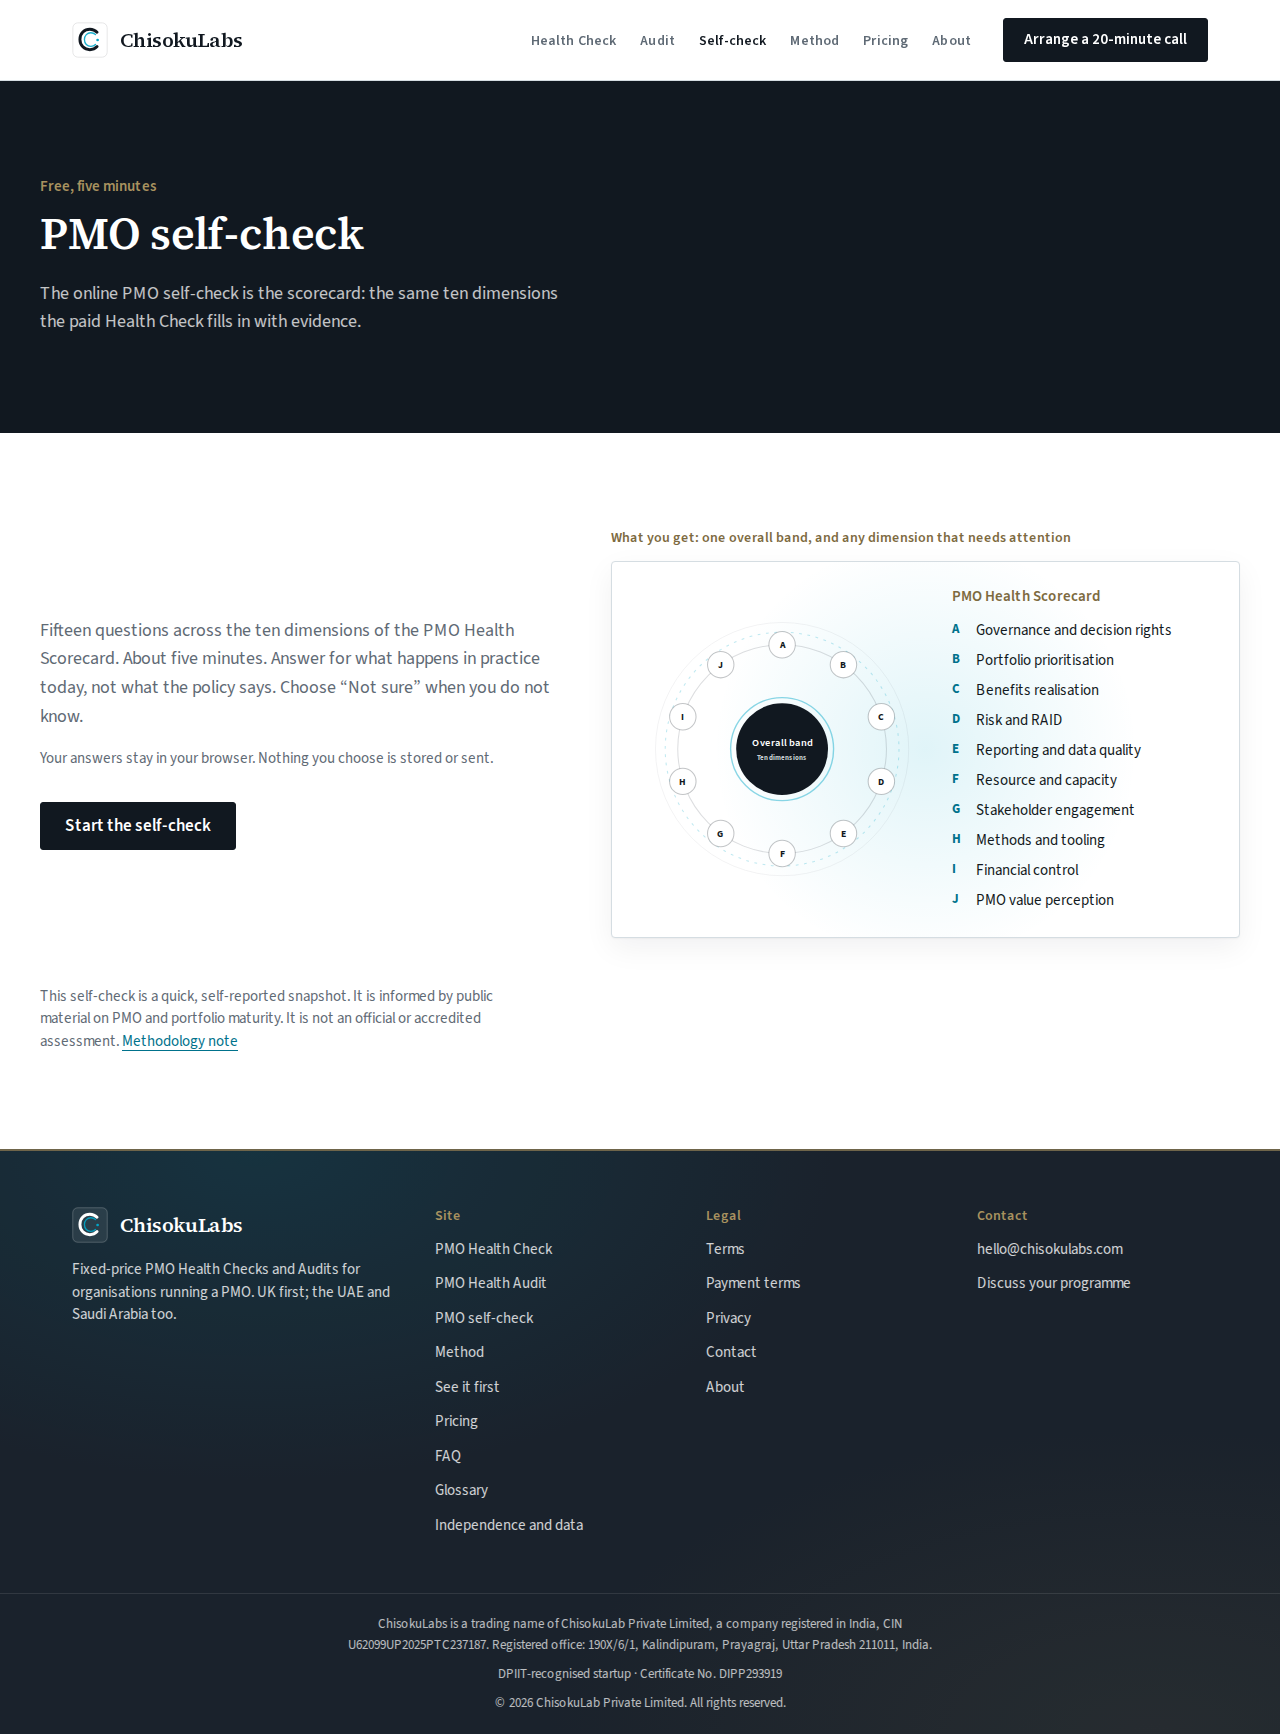 ChisokuLabs
Health Check
Audit
Self-check
Method
Pricing
About
Arrange a 20-minute call
Free, five minutes
PMO self-check
The online PMO self-check is the scorecard: the same ten dimensions
the paid Health Check fills in with evidence.
Fifteen questions across the ten dimensions of the PMO Health
Scorecard. About five minutes. Answer for what happens in practice
today, not what the policy says. Choose “Not sure” when you do not
know.
Your answers stay in your browser. Nothing you choose is stored or sent.
Start the self-check
What you get: one overall band, and any dimension that needs attention
A
B
C
D
E
F
G
H
I
J
Overall band
Ten dimensions
PMO Health Scorecard
A Governance and decision rights
B Portfolio prioritisation
C Benefits realisation
D Risk and RAID
E Reporting and data quality
F Resource and capacity
G Stakeholder engagement
H Methods and tooling
I Financial control
J PMO value perception
This self-check is a quick, self-reported snapshot. It is informed by public
material on PMO and portfolio maturity. It is not an official or accredited
assessment. Methodology note
ChisokuLabs
Fixed-price PMO Health Checks and Audits for
organisations running a PMO. UK first; the UAE and
Saudi Arabia too.
Site
PMO Health Check
PMO Health Audit
PMO self-check
Method
See it first
Pricing
FAQ
Glossary
Independence and data
Legal
Terms
Payment terms
Privacy
Contact
About
Contact
hello@chisokulabs.com
Discuss your programme
ChisokuLabs is a trading name of ChisokuLab Private Limited, a company registered in India, CIN
U62099UP2025PTC237187. Registered office: 190X/6/1, Kalindipuram, Prayagraj, Uttar Pradesh 211011, India.
DPIIT-recognised startup · Certificate No. DIPP293919
© 2026 ChisokuLab Private Limited. All rights reserved.